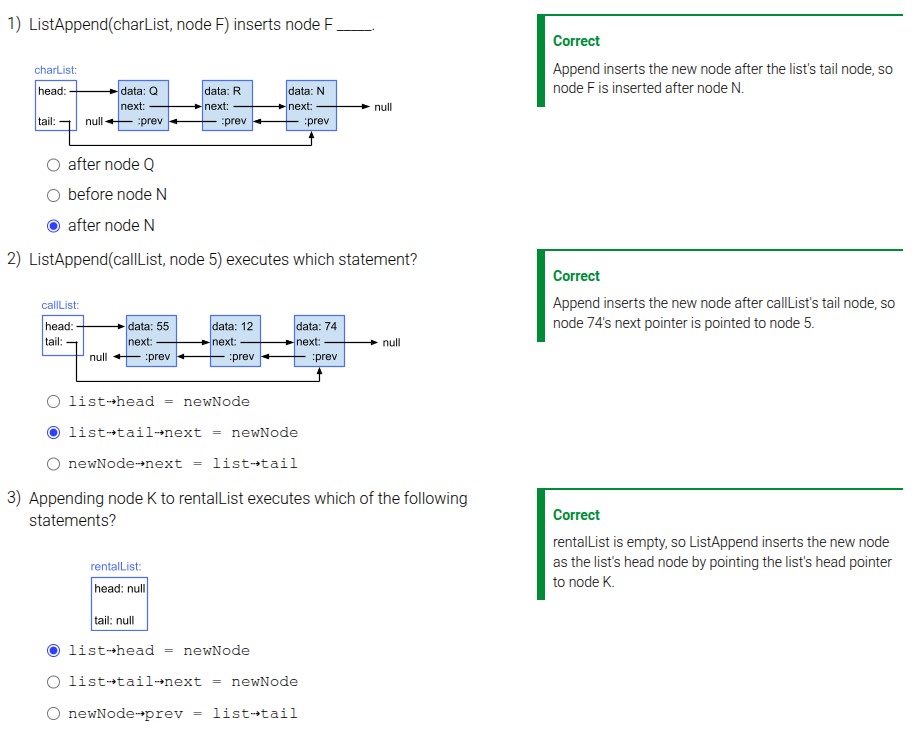 1) ListAppend(charList, node F) inserts node F _____.
charList:
head:
tail:
null
data: Q
next:
:prev
data: R
next:
:prev
data: N
next:
:prev
null
after node Q
before node N
after node N
Correct
Append inserts the new node after the list's tail node, so
node F is inserted after node N.
2) ListAppend(callList, node 5) executes which statement?
callList:
head:
tail:
null
data: 55
next:
:prev
data: 12
next:
:prev
data: 74
next:
:prev
null
list→head = newNode
list→tail→next = newNode
newNode→next = list→tail
Correct
Append inserts the new node after callList's tail node, so
node 74's next pointer is pointed to node 5.
3) Appending node K to rentalList executes which of the following
statements?
rentalList:
head: null
tail: null
list→head = newNode
list→tail→next = newNode
newNode→prev = list→tail
Correct
rentalList is empty, so ListAppend inserts the new node
as the list's head node by pointing the list's head pointer
to node K.